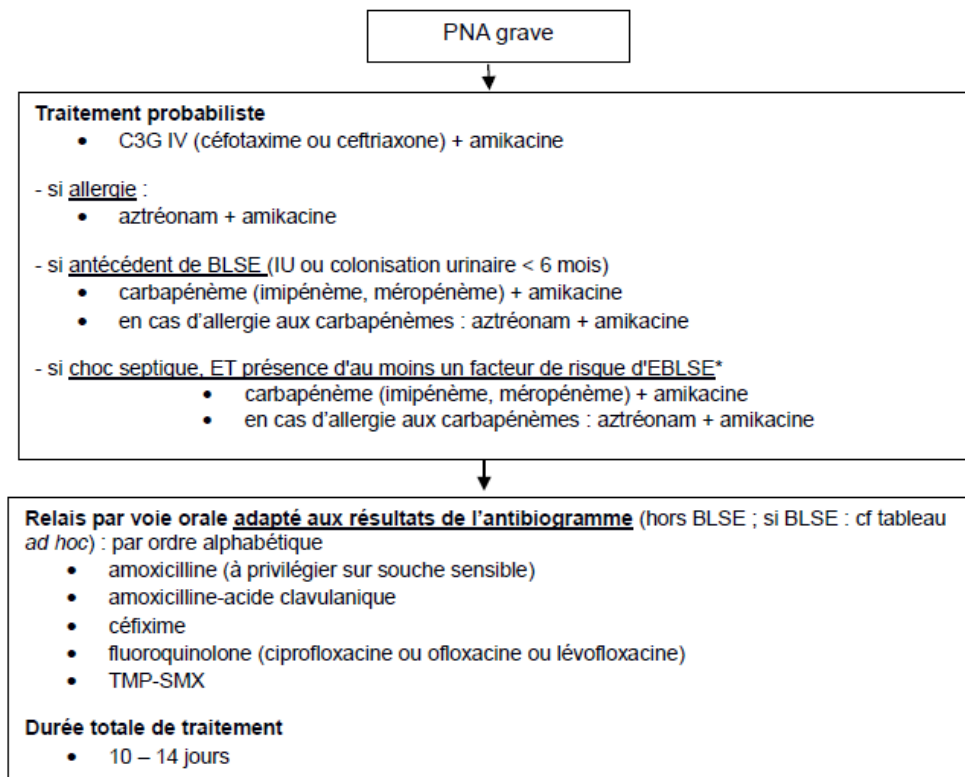 PNA grave
Traitement probabiliste
• C3G IV (céfotaxime ou ceftriaxone) + amikacine
- si allergie :
• aztréonam + amikacine
- si antécédent de BLSE (IU ou colonisation urinaire < 6 mois)
• carbapénème (imipénème, méropénème) + amikacine
• en cas d'allergie aux carbapénèmes : aztréonam + amikacine
- si choc septique, ET présence d'au moins un facteur de risque d'EBLSE*
• carbapénème (imipénème, méropénème) + amikacine
• en cas d'allergie aux carbapénèmes : aztréonam + amikacine
Relais par voie orale adapté aux résultats de l'antibiogramme (hors BLSE ; si BLSE : cf tableau
ad hoc) : par ordre alphabétique
• amoxicilline (à privilégier sur souche sensible)
• amoxicilline-acide clavulanique
• céfixime
• fluoroquinolone (ciprofloxacine ou ofloxacine ou lévofloxacine)
• TMP-SMX
Durée totale de traitement
• 10 – 14 jours